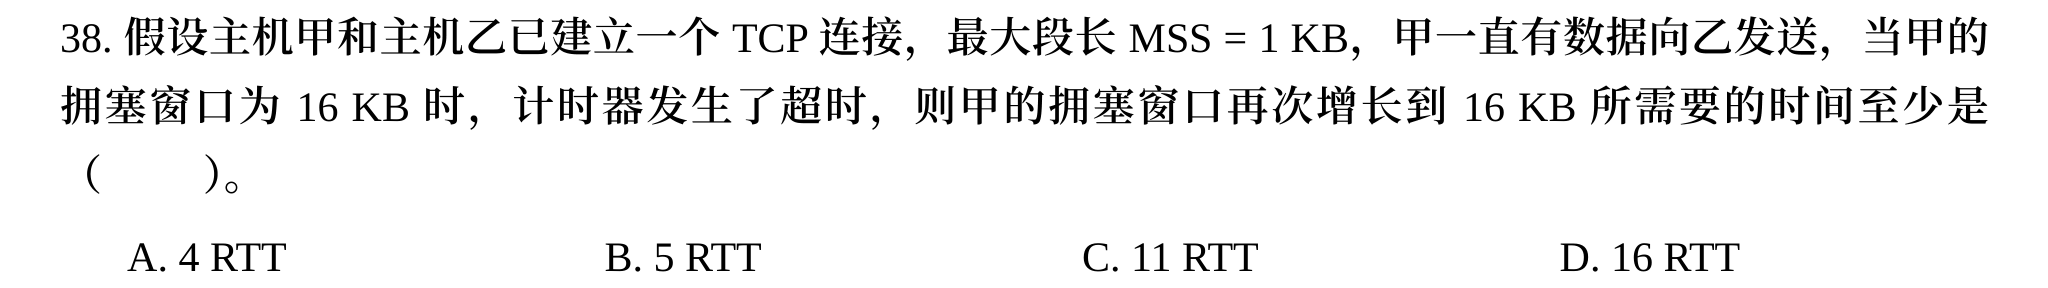 38. 假设主机甲和主机乙已建立一个 TCP 连接，最大段长 MSS = 1 KB，甲一直有数据向乙发送，当甲的
拥塞窗口为 16 KB 时，计时器发生了超时，则甲的拥塞窗口再次增长到 16 KB 所需要的时间至少是
（　　）。
A. 4 RTT　　B. 5 RTT　　C. 11 RTT　　D. 16 RTT